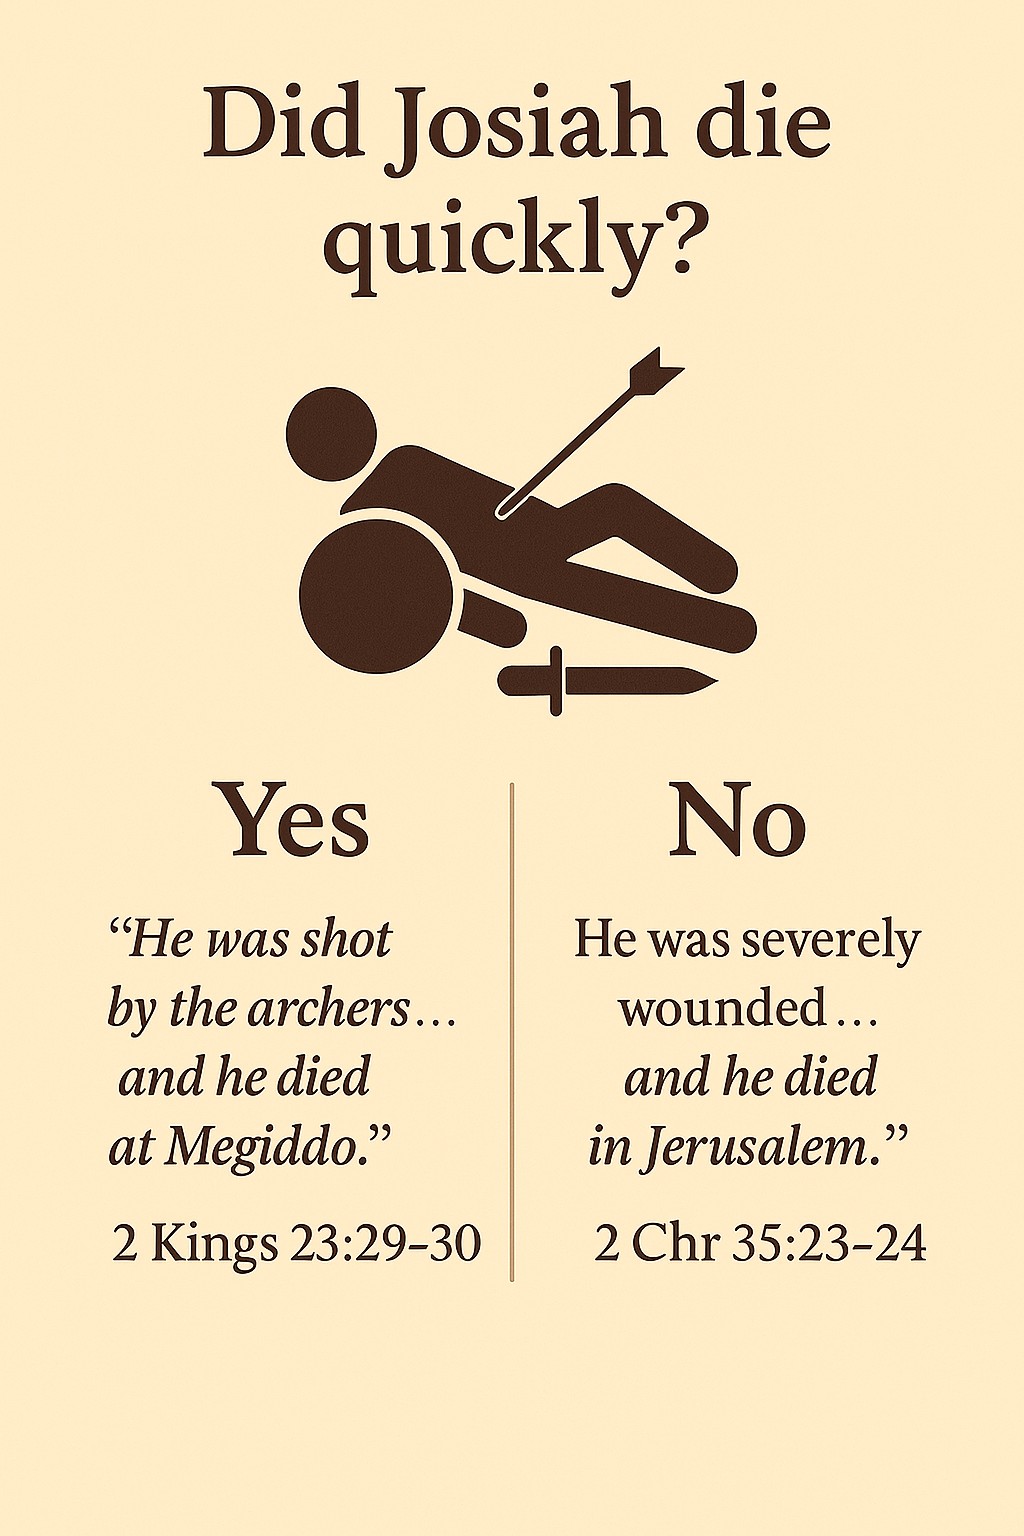 Did Josiah die
quickly?
Yes
“He was shot
by the archers…
and he died
at Megiddo.”
2 Kings 23:29–30
No
He was severely
wounded…
and he died
in Jerusalem.”
2 Chr 35:23–24